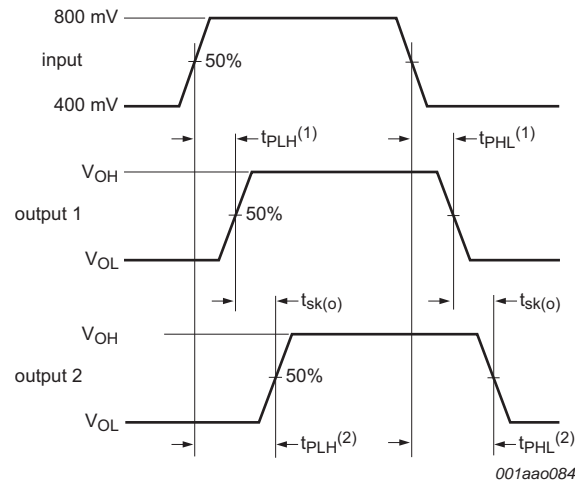 800 mV
input
50%
400 mV
tPLH(1)
tPHL(1)
VOH
output 1
50%
VOL
tsk(o)
tsk(o)
VOH
output 2
50%
VOL
tPLH(2)
tPHL(2)
001aao084